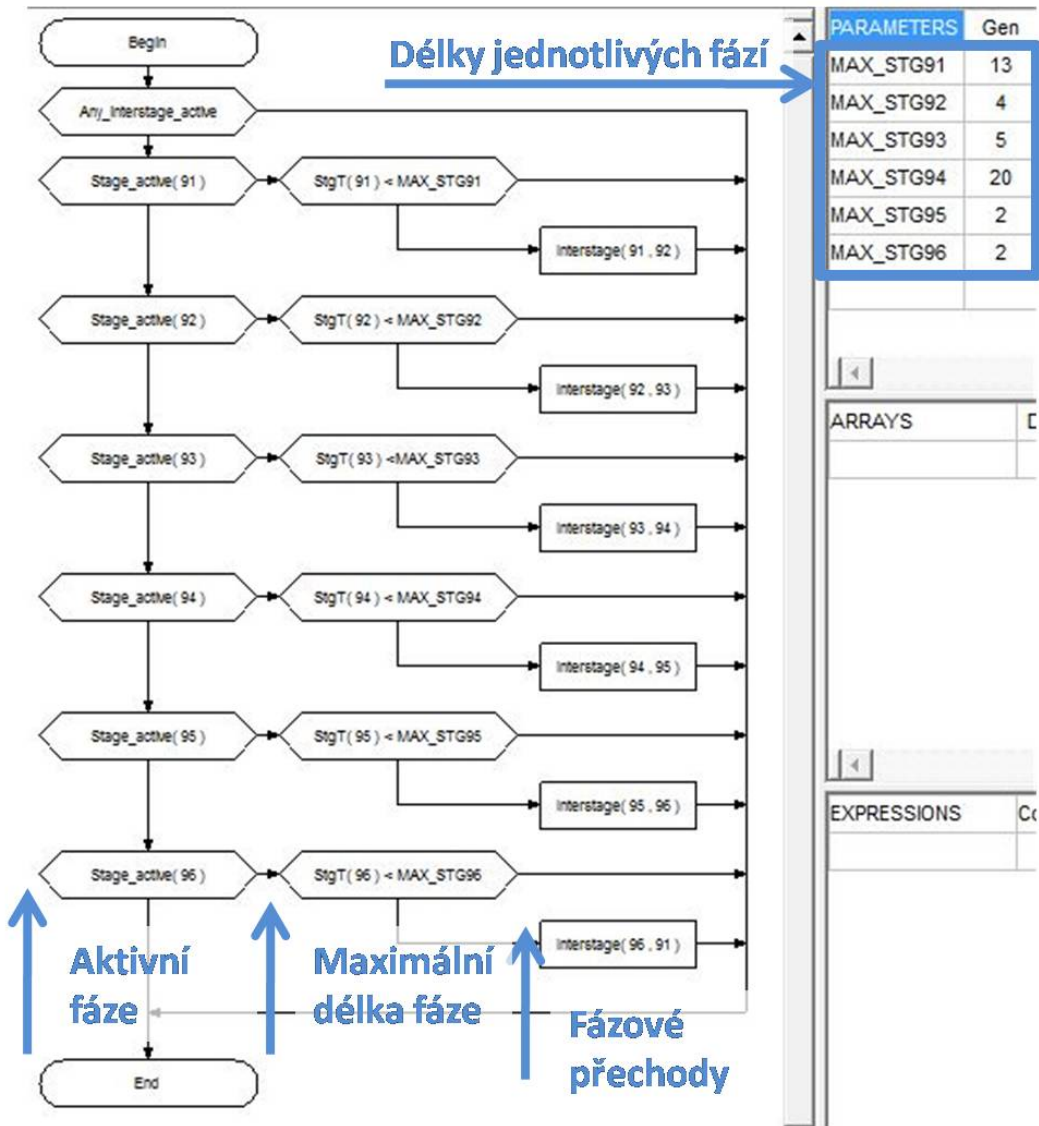 Begin
Any_interstage_active
Stage_active( 91 )
StgT( 91 ) < MAX_STG91
Interstage( 91 , 92 )
Stage_active( 92 )
StgT( 92 ) < MAX_STG92
Interstage( 92 , 93 )
Stage_active( 93 )
StgT( 93 ) <MAX_STG93
Interstage( 93 , 94 )
Stage_active( 94 )
StgT( 94 ) < MAX_STG94
Interstage( 94 , 95 )
Stage_active( 95 )
StgT( 95 ) < MAX_STG95
Interstage( 95 , 96 )
Stage_active( 96 )
StgT( 96 ) < MAX_STG96
Interstage( 96 , 91 )
End
Délky jednotlivých fází
Aktivní
fáze
Maximální
délka fáze
Fázové
přechody
PARAMETERS Gen
MAX_STG91 13
MAX_STG92 4
MAX_STG93 5
MAX_STG94 20
MAX_STG95 2
MAX_STG96 2
ARRAYS
EXPRESSIONS